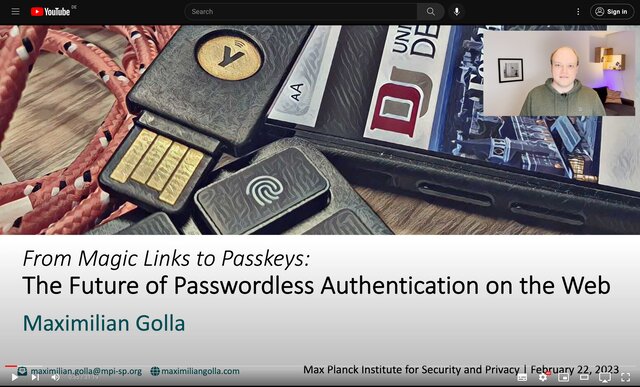 YouTube DE
Search
Sign in
Y
AA
UNI
DE
DU
From Magic Links to Passkeys:
The Future of Passwordless Authentication on the Web
Maximilian Golla
maximilian.golla@mpi-sp.org maximiliangolla.com
Max Planck Institute for Security and Privacy | February 22, 2023